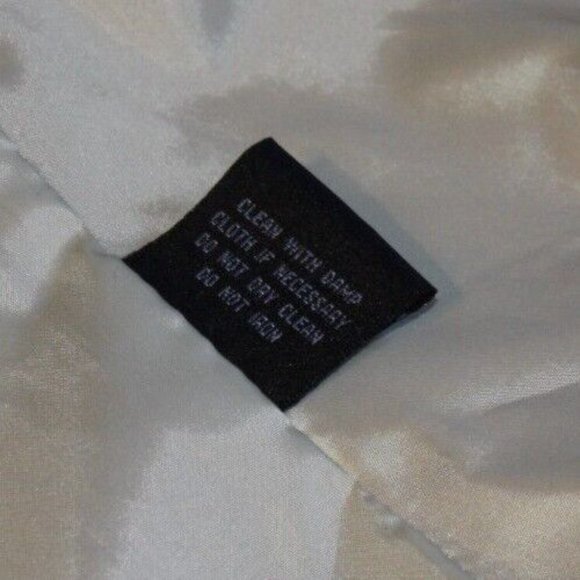 CLEAN WITH DAMP
CLOTH IF NECESSARY
DO NOT DRY CLEAN
DO NOT IRON